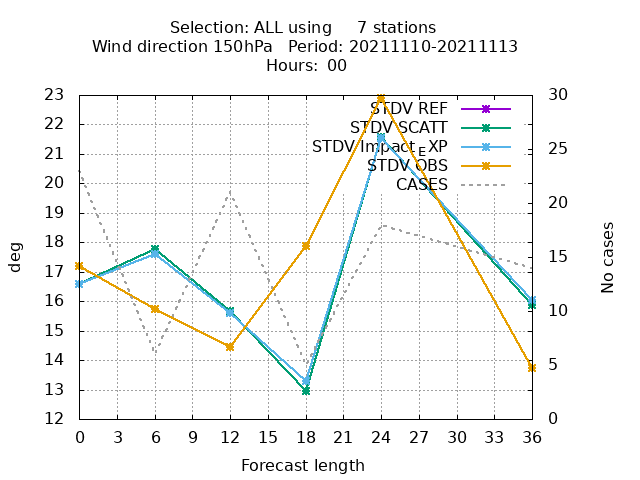 Selection: ALL using     7 stations
Wind direction 150hPa   Period: 20211110-20211113
Hours: 00
23 30
STDV REF
22
STDV SCATT
25
21
STDV Impact_EXP
STDV OBS
20
CASES
20
19
18
15
17
16
10
15
14
5
13
12 0
deg
No cases
0 3 6 9 12 15 18 21 24 27 30 33 36
Forecast length